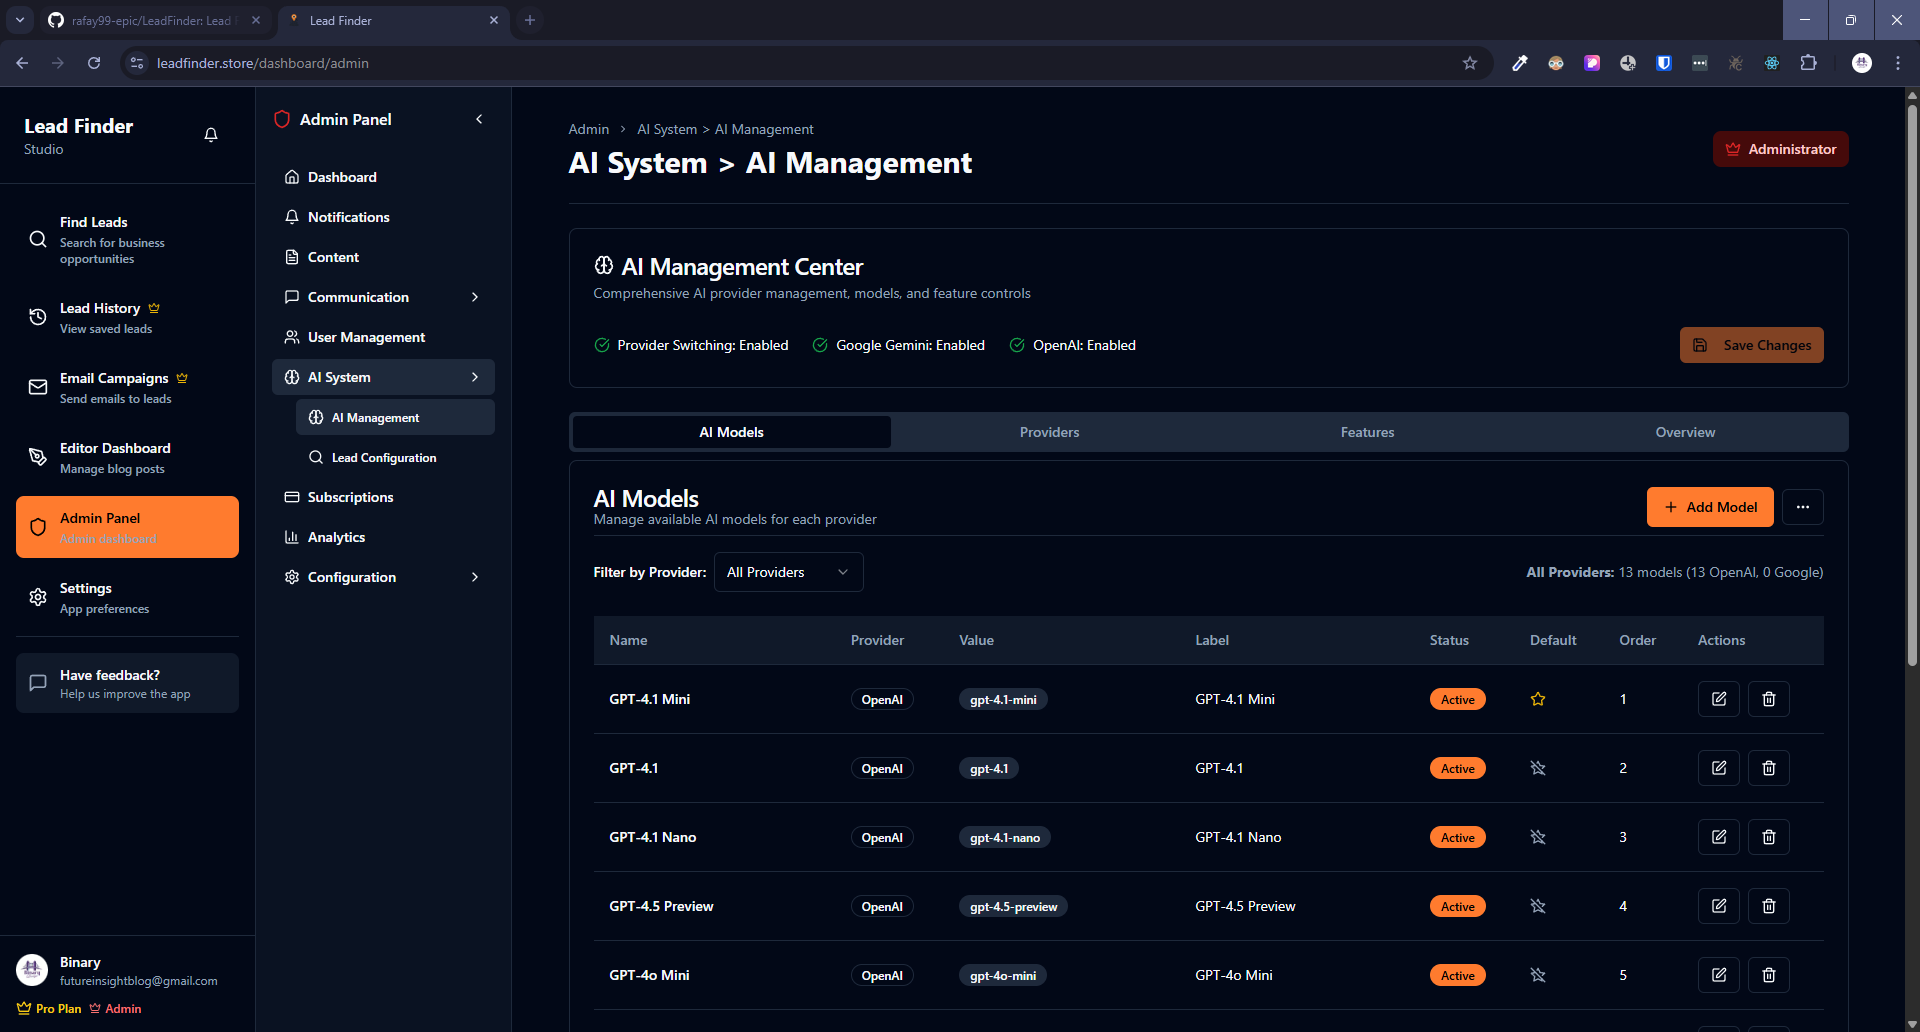 rafay99-epic/LeadFinder: Lead F
Lead Finder
leadfinder.store/dashboard/admin
Lead Finder
Studio
Find Leads
Search for business
opportunities
Lead History
View saved leads
Email Campaigns
Send emails to leads
Editor Dashboard
Manage blog posts
Admin Panel
Admin dashboard
Settings
App preferences
Have feedback?
Help us improve the app
Binary
futureinsightblog@gmail.com
Pro Plan Admin
Admin Panel
Dashboard
Notifications
Content
Communication
User Management
AI System
AI Management
Lead Configuration
Subscriptions
Analytics
Configuration
Admin > AI System > AI Management
AI System > AI Management
Administrator
AI Management Center
Comprehensive AI provider management, models, and feature controls
Provider Switching: Enabled Google Gemini: Enabled OpenAI: Enabled
Save Changes
AI Models Providers Features Overview
AI Models
Manage available AI models for each provider
+ Add Model ...
Filter by Provider: All Providers
All Providers: 13 models (13 OpenAI, 0 Google)
Name Provider Value Label Status Default Order Actions
GPT-4.1 Mini OpenAI gpt-4.1-mini GPT-4.1 Mini Active 1
GPT-4.1 OpenAI gpt-4.1 GPT-4.1 Active 2
GPT-4.1 Nano OpenAI gpt-4.1-nano GPT-4.1 Nano Active 3
GPT-4.5 Preview OpenAI gpt-4.5-preview GPT-4.5 Preview Active 4
GPT-4o Mini OpenAI gpt-4o-mini GPT-4o Mini Active 5